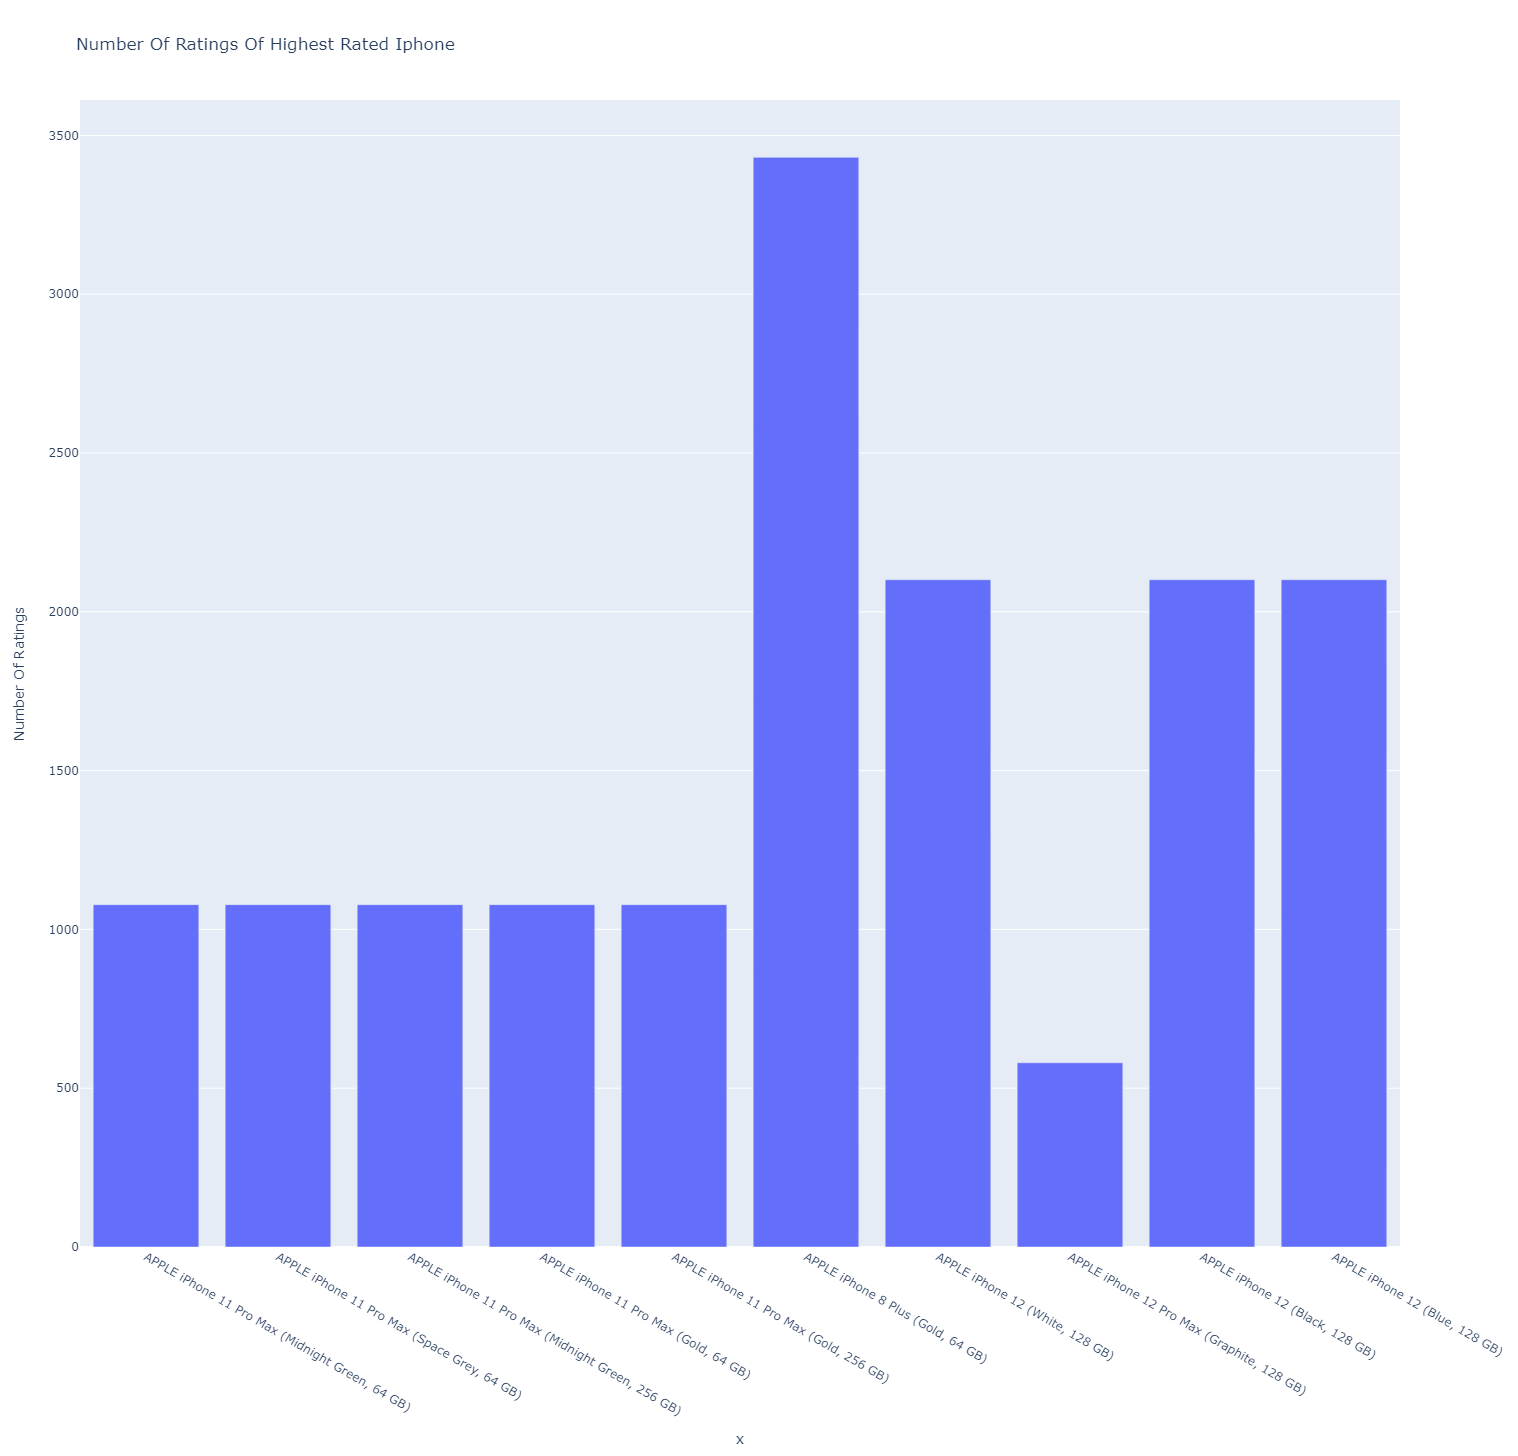 Number Of Ratings Of Highest Rated Iphone
3500
3000
2500
2000
1500
1000
500
0
Number Of Ratings
APPLE iPhone 11 Pro Max (Midnight Green, 64 GB)
APPLE iPhone 11 Pro Max (Space Grey, 64 GB)
APPLE iPhone 11 Pro Max (Midnight Green, 256 GB)
APPLE iPhone 11 Pro Max (Gold, 64 GB)
APPLE iPhone 11 Pro Max (Gold, 256 GB)
APPLE iPhone 8 Plus (Gold, 64 GB)
APPLE iPhone 12 (White, 128 GB)
APPLE iPhone 12 Pro Max (Graphite, 128 GB)
APPLE iPhone 12 (Black, 128 GB)
APPLE iPhone 12 (Blue, 128 GB)
x